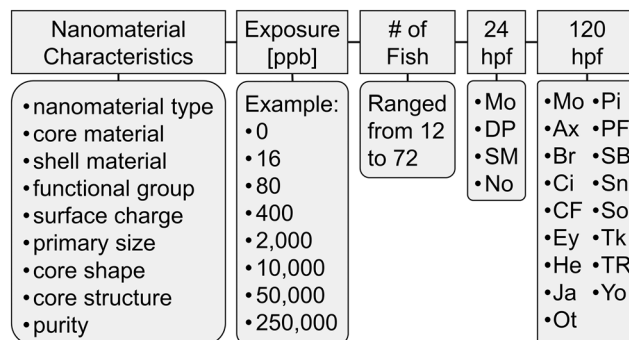 Nanomaterial
Characteristics
•nanomaterial type
•core material
•shell material
•functional group
•surface charge
•primary size
•core shape
•core structure
•purity
Exposure
[ppb]
Example:
•0
•16
•80
•400
•2,000
•10,000
•50,000
•250,000
# of
Fish
Ranged
from 12
to 72
24
hpf
•Mo
•DP
•SM
•No
120
hpf
•Mo •Pi
•Ax •PF
•Br •SB
•Ci •Sn
•CF •So
•Ey •Tk
•He •TR
•Ja •Yo
•Ot